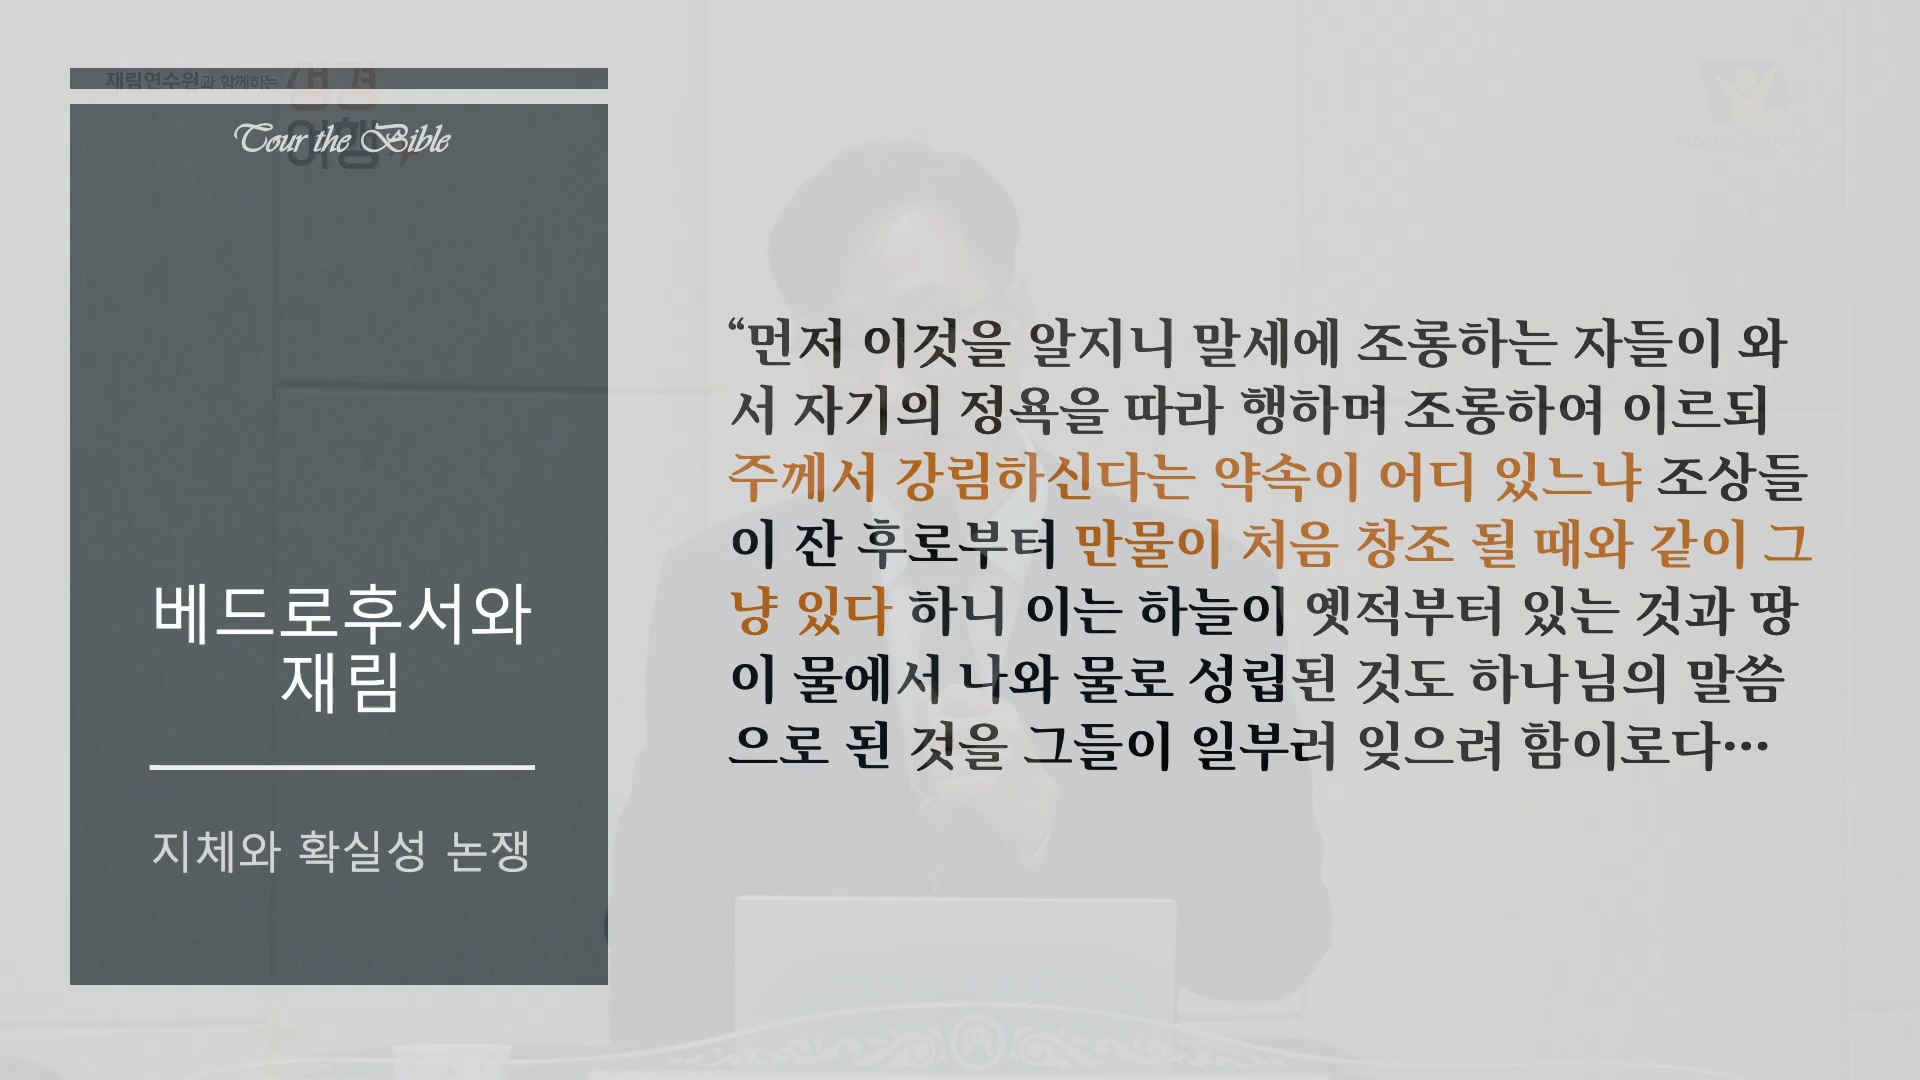 재림연수원과 함께하는
성경
여행
Tour the Bible
HopeChannel
베드로후서와
재림
지체와 확실성 논쟁
“먼저 이것을 알지니 말세에 조롱하는 자들이 와
서 자기의 정욕을 따라 행하며 조롱하여 이르되
주께서 강림하신다는 약속이 어디 있느냐 조상들
이 잔 후로부터 만물이 처음 창조 될 때와 같이 그
냥 있다 하니 이는 하늘이 옛적부터 있는 것과 땅
이 물에서 나와 물로 성립된 것도 하나님의 말씀
으로 된 것을 그들이 일부러 잊으려 함이로다…